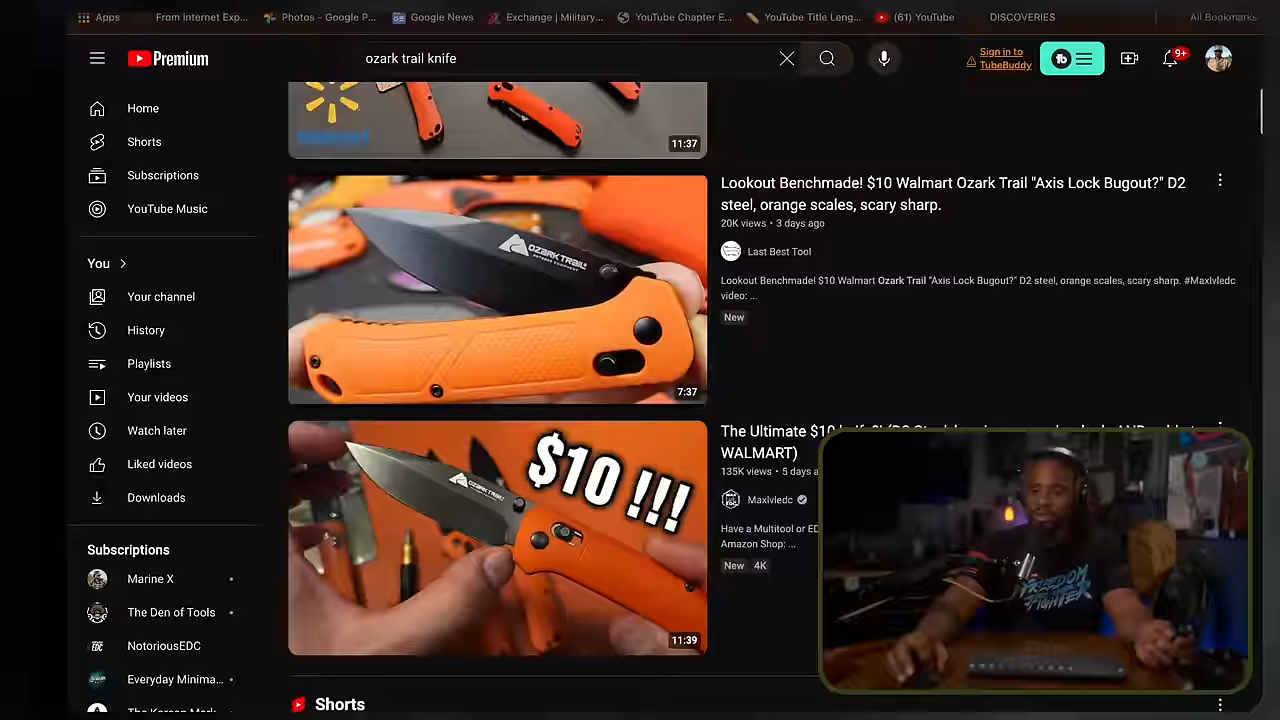 Apps
From Internet Exp...
Photos - Google P...
Google News
Exchange | Military...
YouTube Chapter E...
YouTube Title Leng...
(61) YouTube
DISCOVERIES
All Bookmarks
Premium
ozark trail knife
Sign in to
TubeBuddy
9+
Home
Shorts
Subscriptions
YouTube Music
You
Your channel
History
Playlists
Your videos
Watch later
Liked videos
Downloads
Subscriptions
Marine X
The Den of Tools
NotoriousEDC
Everyday Minima...
11:37
OZARK TRAIL
OUTDOOR EQUIPMENT
7:37
Lookout Benchmade! $10 Walmart Ozark Trail "Axis Lock Bugout?" D2
steel, orange scales, scary sharp.
20K views • 3 days ago
Last Best Tool
Lookout Benchmade! $10 Walmart Ozark Trail "Axis Lock Bugout?" D2 steel, orange scales, scary sharp. #Maxlvledc
video: ...
New
OZARK TRAIL
$10 !!!
11:39
The Ultimate $10
WALMART)
135K views • 5 days a
Maxlvledc
Have a Multitool or ED
Amazon Shop: ...
New 4K
FREEDOM
FIGHTER
Shorts